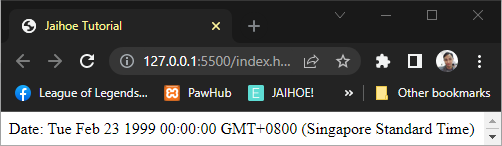 Jaihoe Tutorial
127.0.0.1:5500/index.h...
League of Legends... PawHub JAIHOE! » Other bookmarks
Date: Tue Feb 23 1999 00:00:00 GMT+0800 (Singapore Standard Time)